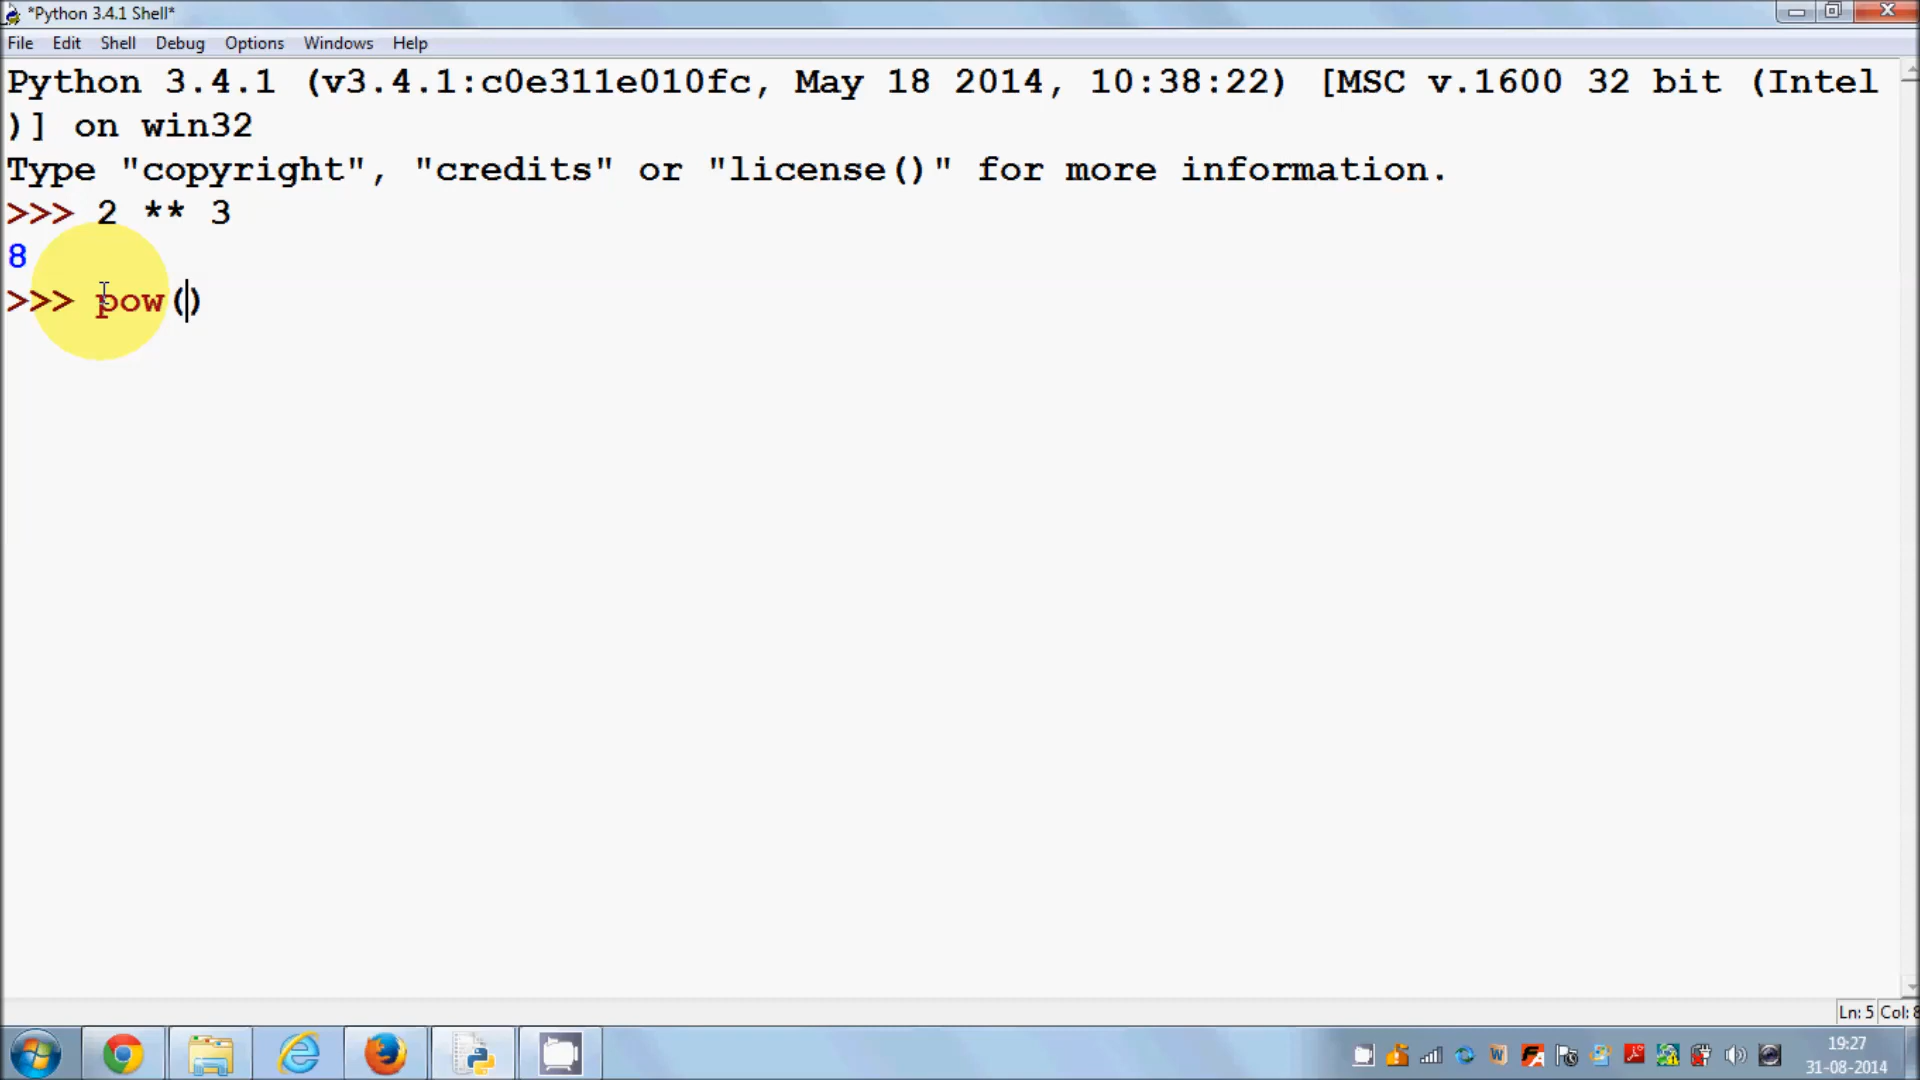 *Python 3.4.1 Shell*
File Edit Shell Debug Options Windows Help
Python 3.4.1 (v3.4.1:c0e311e010fc, May 18 2014, 10:38:22) [MSC v.1600 32 bit (Intel
)] on win32
Type "copyright", "credits" or "license()" for more information.
>>> 2 ** 3
8
>>> pow()
Ln: 5 Col: 8
19:27
31-08-2014